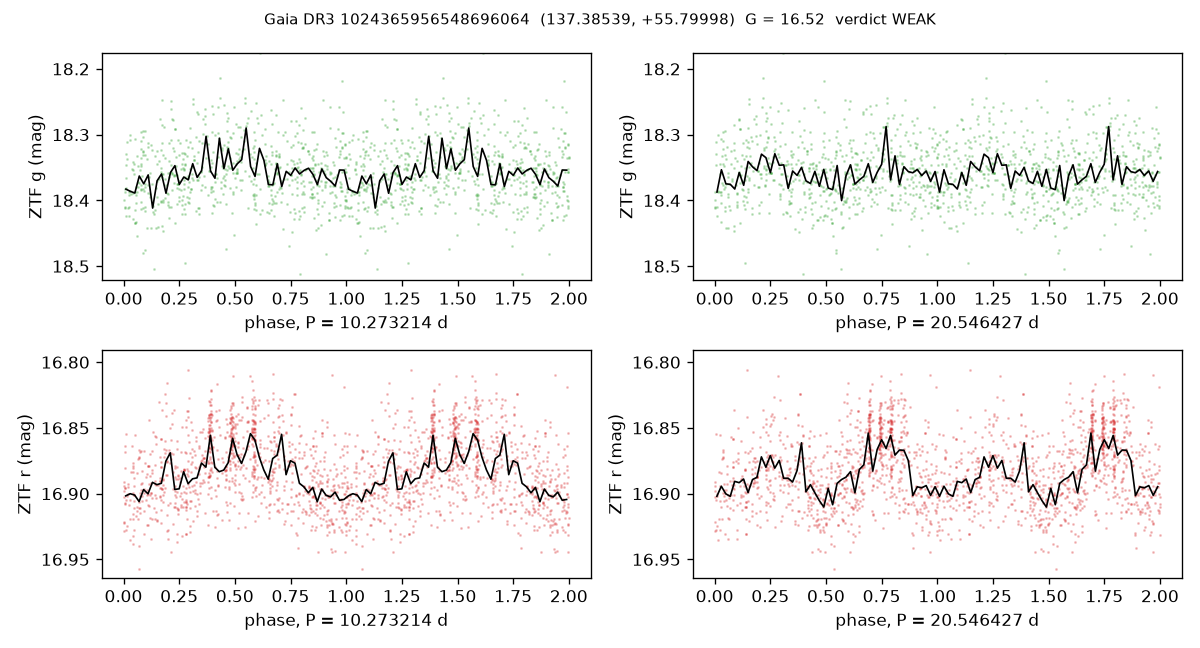 Gaia DR3 1024365956548696064 (137.38539, +55.79998) G = 16.52 verdict WEAK
ZTF g (mag)
18.2
18.3
18.4
18.5
0.00 0.25 0.50 0.75 1.00 1.25 1.50 1.75 2.00
phase, P = 10.273214 d
ZTF g (mag)
18.2
18.3
18.4
18.5
0.00 0.25 0.50 0.75 1.00 1.25 1.50 1.75 2.00
phase, P = 20.546427 d
ZTF r (mag)
16.80
16.85
16.90
16.95
0.00 0.25 0.50 0.75 1.00 1.25 1.50 1.75 2.00
phase, P = 10.273214 d
ZTF r (mag)
16.80
16.85
16.90
16.95
0.00 0.25 0.50 0.75 1.00 1.25 1.50 1.75 2.00
phase, P = 20.546427 d